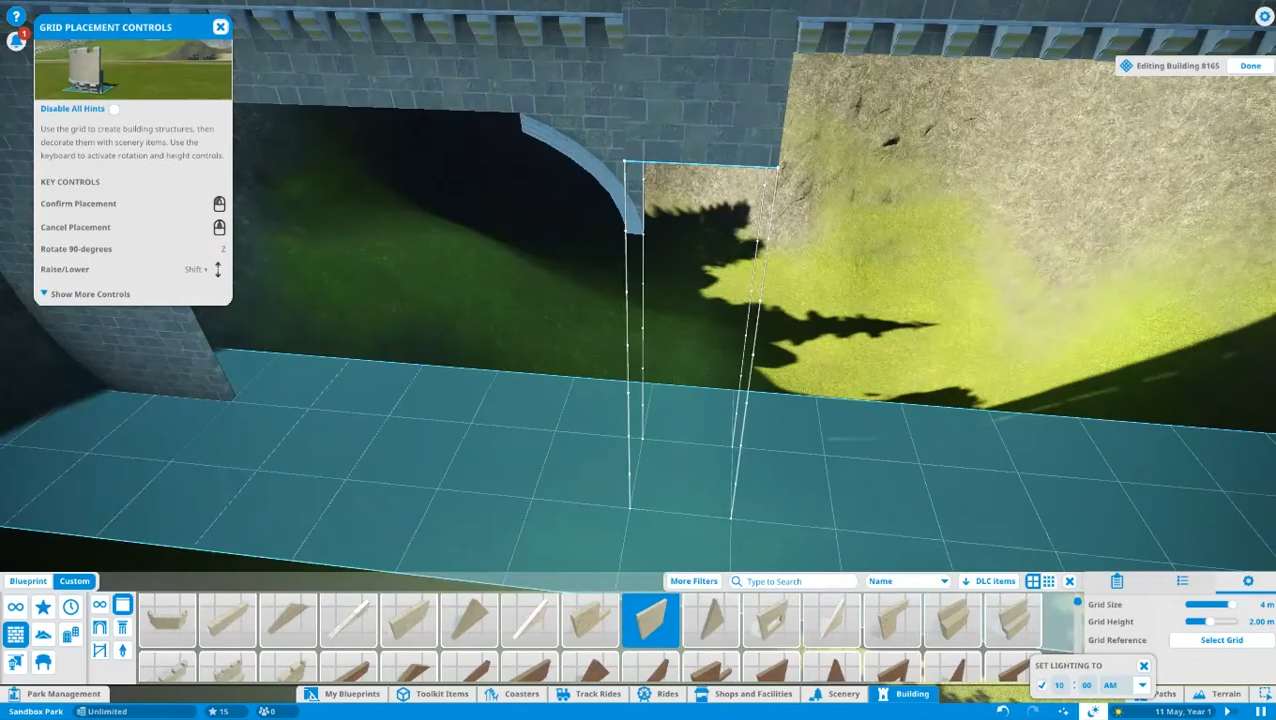 ?
1
GRID PLACEMENT CONTROLS
Disable All Hints
Use the grid to create building structures, then
decorate them with scenery items. Use the
keyboard to activate rotation and height controls.
KEY CONTROLS
Confirm Placement
Cancel Placement
Rotate 90-degrees 2
Raise/Lower Shift +
Show More Controls
Editing Building 8165 Done
Blueprint Custom More Filters Type to Search Name DLC items
Grid Size 4 m
Grid Height 2.00 m
Grid Reference Select Grid
SET LIGHTING TO
10 : 00 AM
Park Management My Blueprints Toolkit Items Coasters Track Rides Rides Shops and Facilities Scenery Building Paths Terrain
Sandbox Park Unlimited 15 0 11 May, Year 1